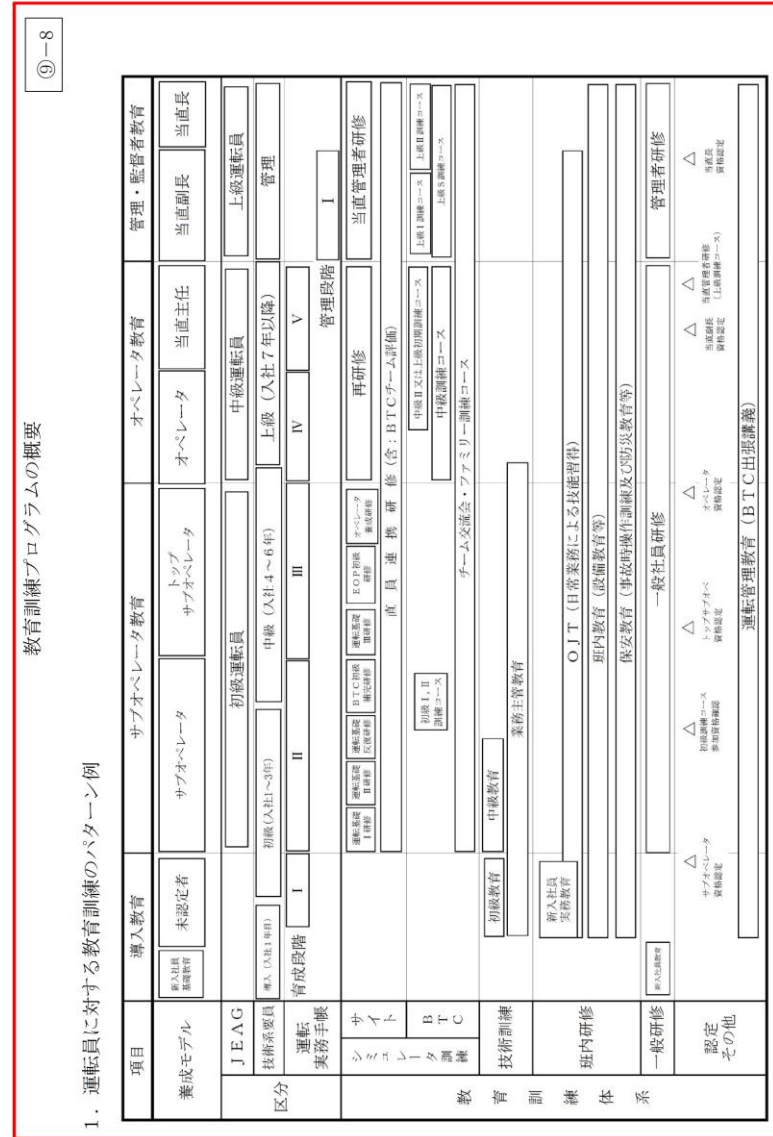 ⑨-8
教育訓練プログラムの概要
1．運転員に対する教育訓練のパターン例
項目
導入教育
サブオペレータ教育
オペレータ教育
管理・監督者教育
養成モデル
新入社員
基礎教育
未認定者
サブオペレータ
トップ
サブオペレータ
オペレータ
当直主任
当直副長
当直長
区分
JEAG
初級運転員
中級運転員
上級運転員
技術系要員
導入（入社1年目）
初級（入社1～3年）
中級（入社4～6年）
上級（入社7年以降）
管理
運転
実務手帳
育成段階
I
II
III
IV
V
管理段階
I
教育訓練体系
シミュレータ訓練
サイト
運転基礎
I研修
運転基礎
II研修
運転基礎
反復研修
BTC初級
補完研修
運転基礎
III研修
EOP初級
研修
オペレータ
養成研修
再研修
当直管理者研修
直員連携研修（含：BTCチーム評価）
BTC
初級I，II
訓練コース
中級II又は上級初期訓練コース
上級I訓練コース
上級II訓練コース
中級訓練コース
上級S訓練コース
チーム交流会・ファミリー訓練コース
技術訓練
初級教育
中級教育
業務主管教育
班内研修
新入社員
実務教育
OJT（日常業務による技能習得）
班内教育（設備教育等）
保安教育（事故時操作訓練及び防災教育等）
一般研修
新入社員教育
一般社員研修
管理者研修
認定
その他
△
サブオペレータ
資格認定
△
初級訓練コース
参加資格確認
△
トップサブオペ
資格認定
△
オペレータ
資格認定
△
当直副長
資格認定
△
当直管理者研修
（上級訓練コース）
△
当直長
資格認定
運転管理教育（BTC出張講義）